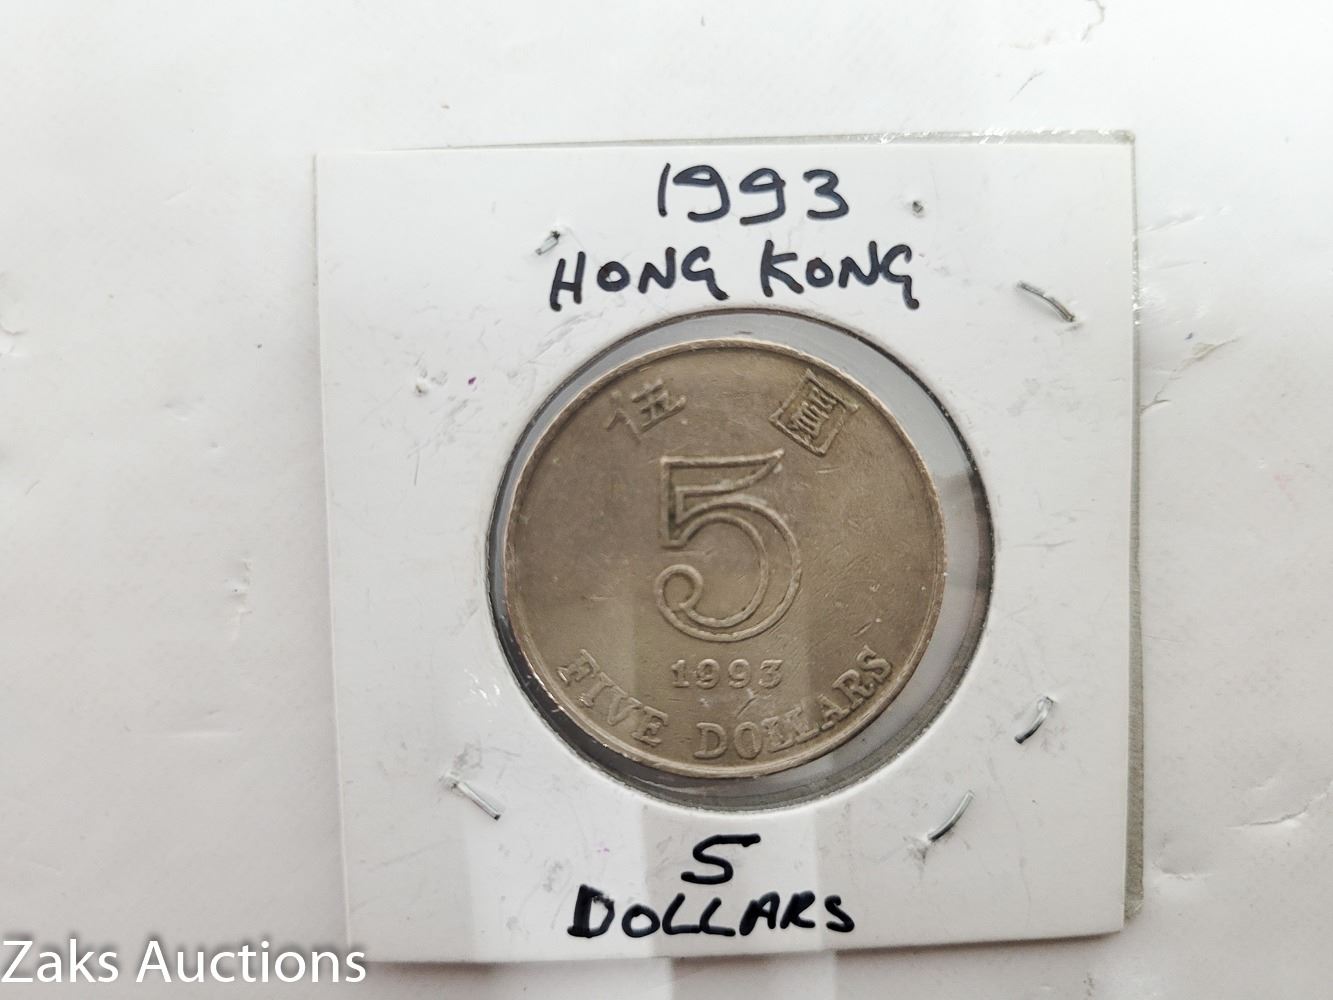 1993
HONG KONG
伍 圓
5
1993
FIVE DOLLARS
5
DOLLARS
Zaks Auctions